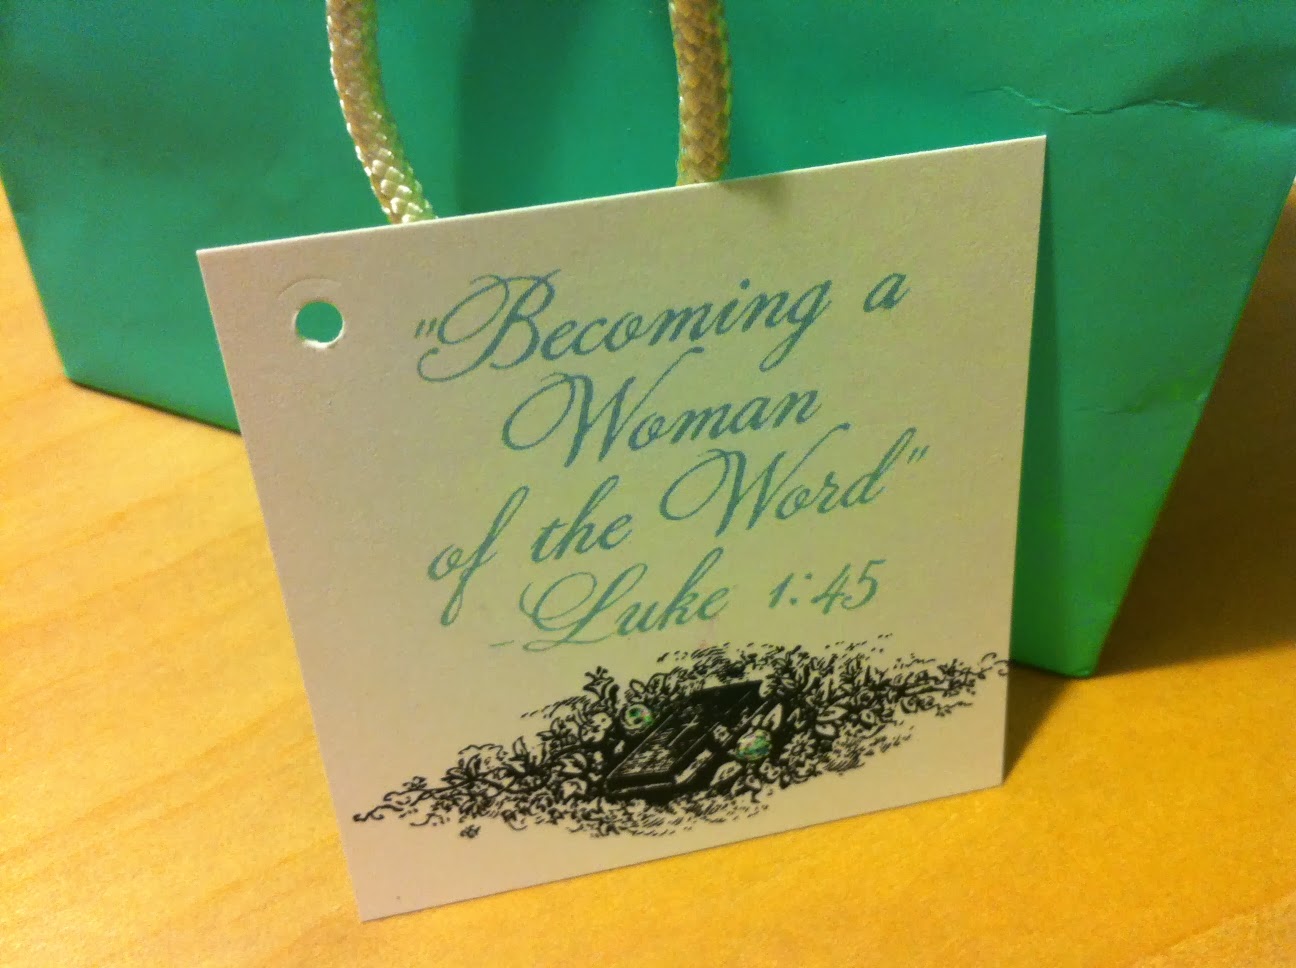 "Becoming a
Woman
of the Word"
-Luke 1:45